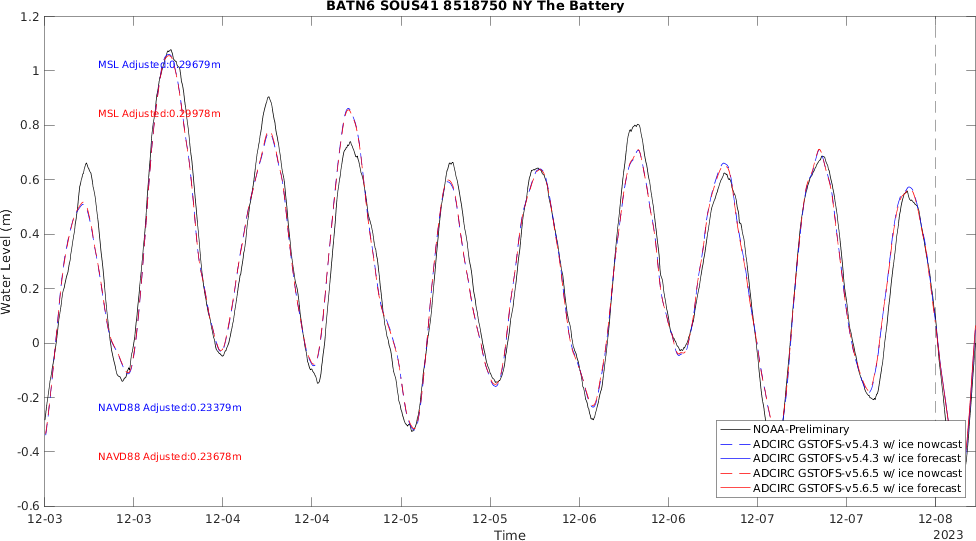 BATN6 SOUS41 8518750 NY The Battery
1.2
1
0.8
0.6
0.4
0.2
0
-0.2
-0.4
-0.6
Water Level (m)
MSL Adjusted:0.29679m
MSL Adjusted:0.29978m
NAVD88 Adjusted:0.23379m
NAVD88 Adjusted:0.23678m
NOAA-Preliminary
ADCIRC GSTOFS-v5.4.3 w/ ice nowcast
ADCIRC GSTOFS-v5.4.3 w/ ice forecast
ADCIRC GSTOFS-v5.6.5 w/ ice nowcast
ADCIRC GSTOFS-v5.6.5 w/ ice forecast
12-03 12-03 12-04 12-04 12-05 12-05 12-06 12-06 12-07 12-07 12-08
Time 2023